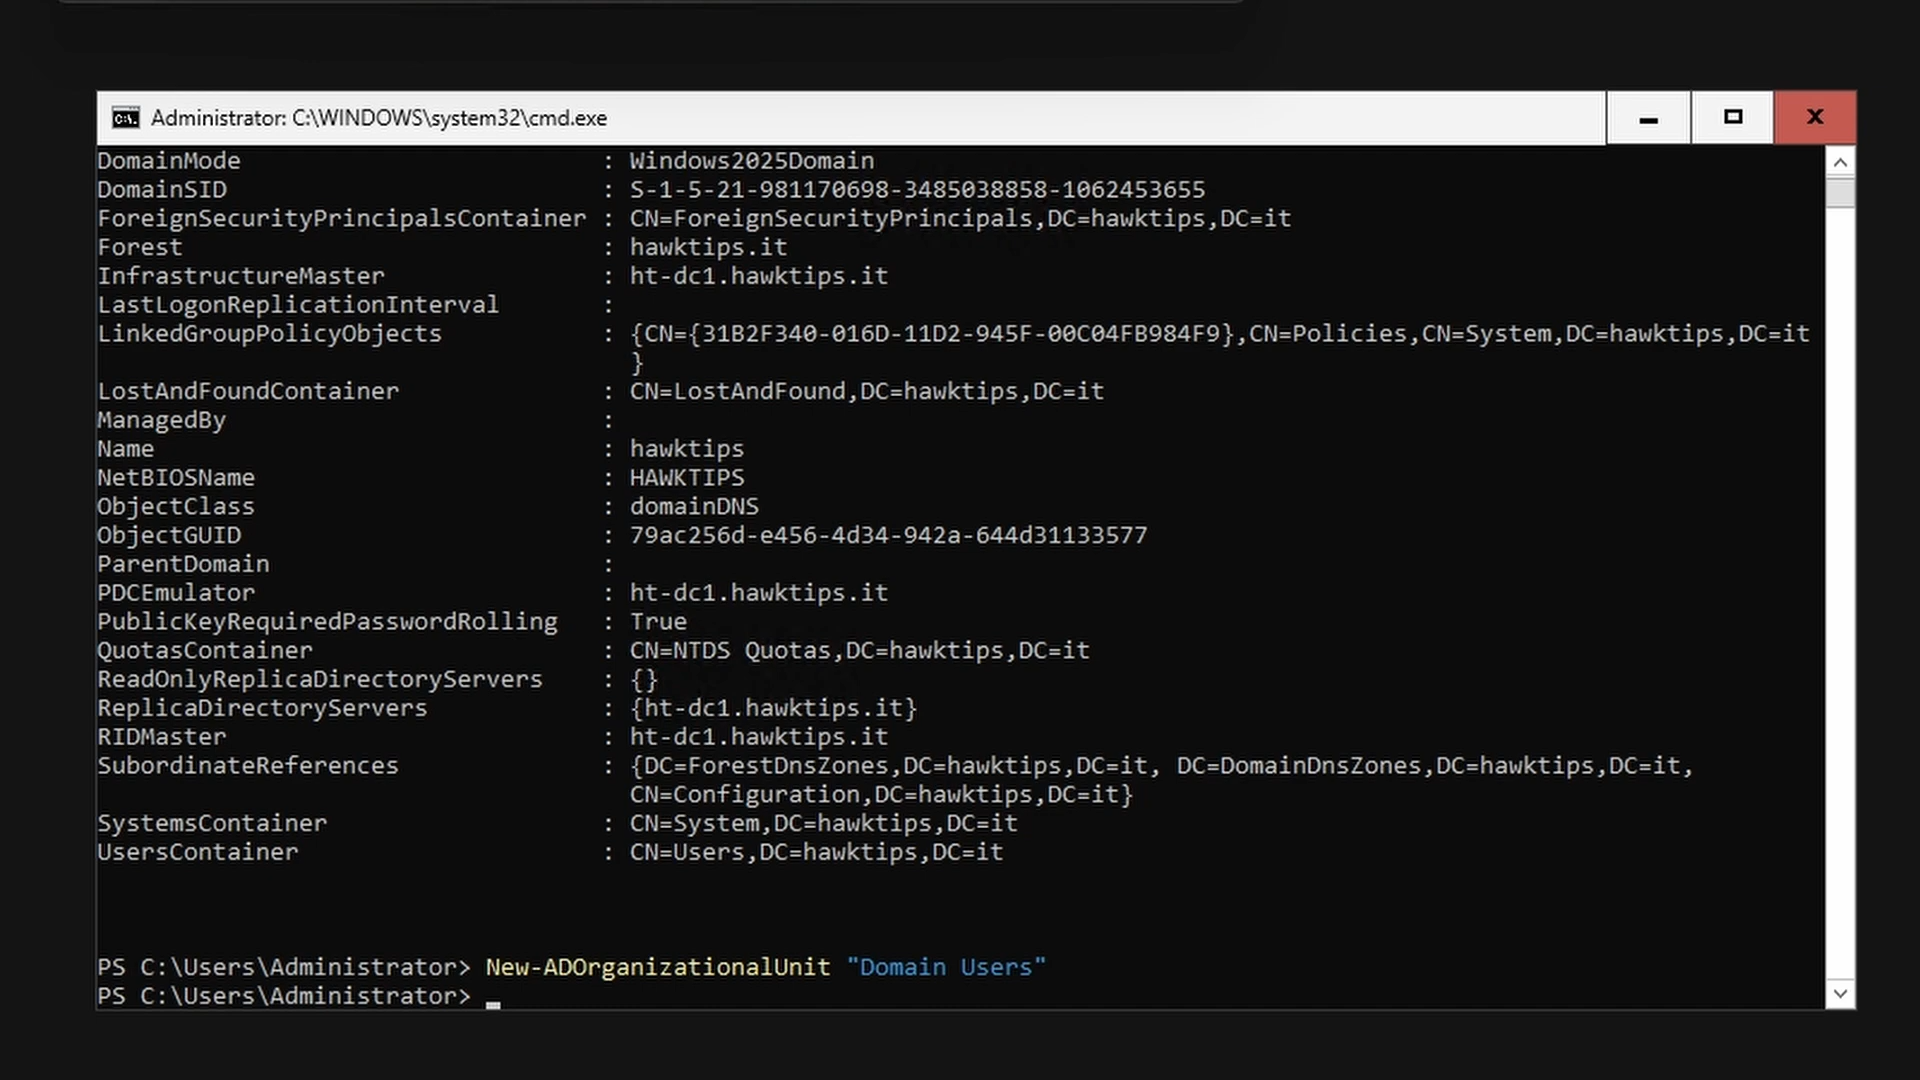 Administrator: C:\WINDOWS\system32\cmd.exe
DomainMode : Windows2025Domain
DomainSID : S-1-5-21-981170698-3485038858-1062453655
ForeignSecurityPrincipalsContainer : CN=ForeignSecurityPrincipals,DC=hawktips,DC=it
Forest : hawktips.it
InfrastructureMaster : ht-dc1.hawktips.it
LastLogonReplicationInterval :
LinkedGroupPolicyObjects : {CN={31B2F340-016D-11D2-945F-00C04FB984F9},CN=Policies,CN=System,DC=hawktips,DC=it
}
LostAndFoundContainer : CN=LostAndFound,DC=hawktips,DC=it
ManagedBy :
Name : hawktips
NetBIOSName : HAWKTIPS
ObjectClass : domainDNS
ObjectGUID : 79ac256d-e456-4d34-942a-644d31133577
ParentDomain :
PDCEmulator : ht-dc1.hawktips.it
PublicKeyRequiredPasswordRolling : True
QuotasContainer : CN=NTDS Quotas,DC=hawktips,DC=it
ReadOnlyReplicaDirectoryServers : {}
ReplicaDirectoryServers : {ht-dc1.hawktips.it}
RIDMaster : ht-dc1.hawktips.it
SubordinateReferences : {DC=ForestDnsZones,DC=hawktips,DC=it, DC=DomainDnsZones,DC=hawktips,DC=it,
CN=Configuration,DC=hawktips,DC=it}
SystemsContainer : CN=System,DC=hawktips,DC=it
UsersContainer : CN=Users,DC=hawktips,DC=it
PS C:\Users\Administrator> New-ADOrganizationalUnit "Domain Users"
PS C:\Users\Administrator>